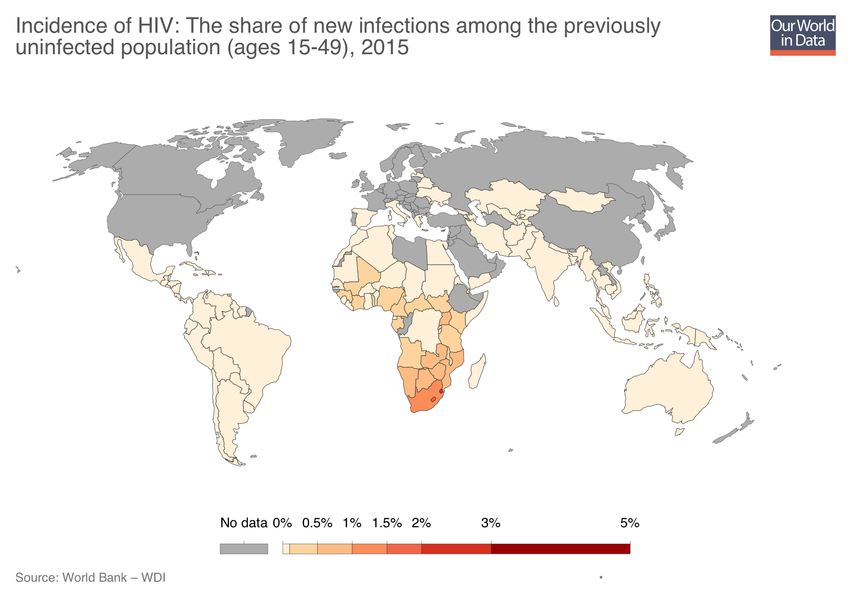 Incidence of HIV: The share of new infections among the previously
uninfected population (ages 15-49), 2015
Our World
in Data
No data 0% 0.5% 1% 1.5% 2% 3% 5%
Source: World Bank – WDI